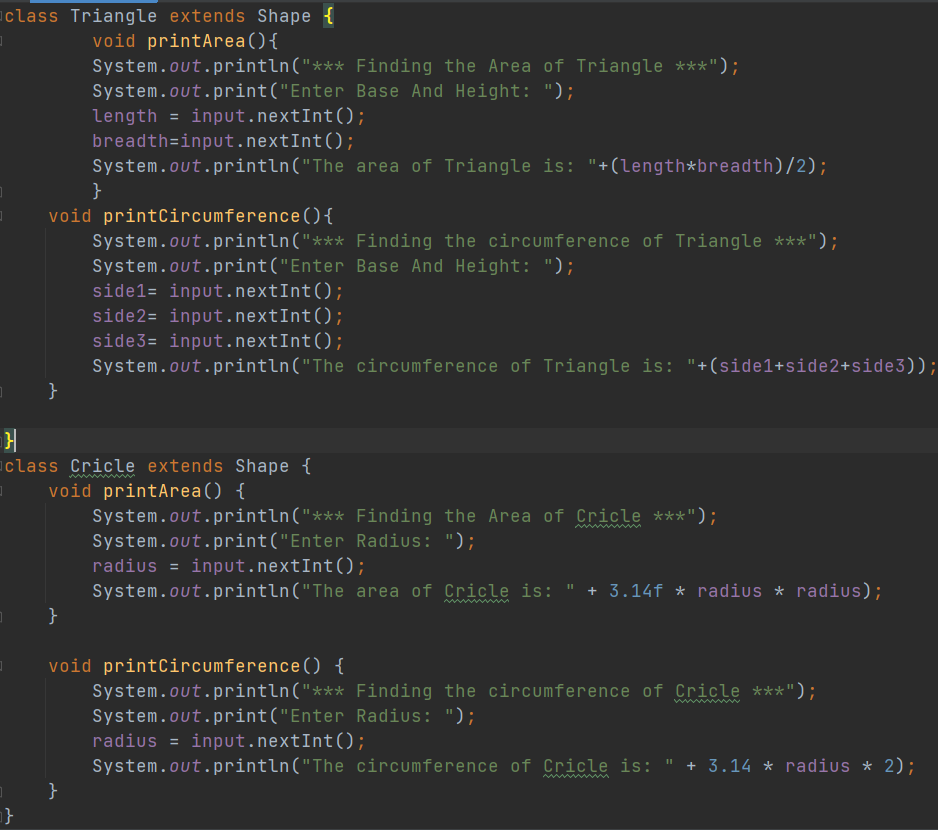 class Triangle extends Shape {
void printArea(){
System.out.println("*** Finding the Area of Triangle ***");
System.out.print("Enter Base And Height: ");
length = input.nextInt();
breadth=input.nextInt();
System.out.println("The area of Triangle is: "+(length*breadth)/2);
}
void printCircumference(){
System.out.println("*** Finding the circumference of Triangle ***");
System.out.print("Enter Base And Height: ");
side1= input.nextInt();
side2= input.nextInt();
side3= input.nextInt();
System.out.println("The circumference of Triangle is: "+(side1+side2+side3));
}
}
class Cricle extends Shape {
void printArea() {
System.out.println("*** Finding the Area of Cricle ***");
System.out.print("Enter Radius: ");
radius = input.nextInt();
System.out.println("The area of Cricle is: " + 3.14f * radius * radius);
}
void printCircumference() {
System.out.println("*** Finding the circumference of Cricle ***");
System.out.print("Enter Radius: ");
radius = input.nextInt();
System.out.println("The circumference of Cricle is: " + 3.14 * radius * 2);
}
}